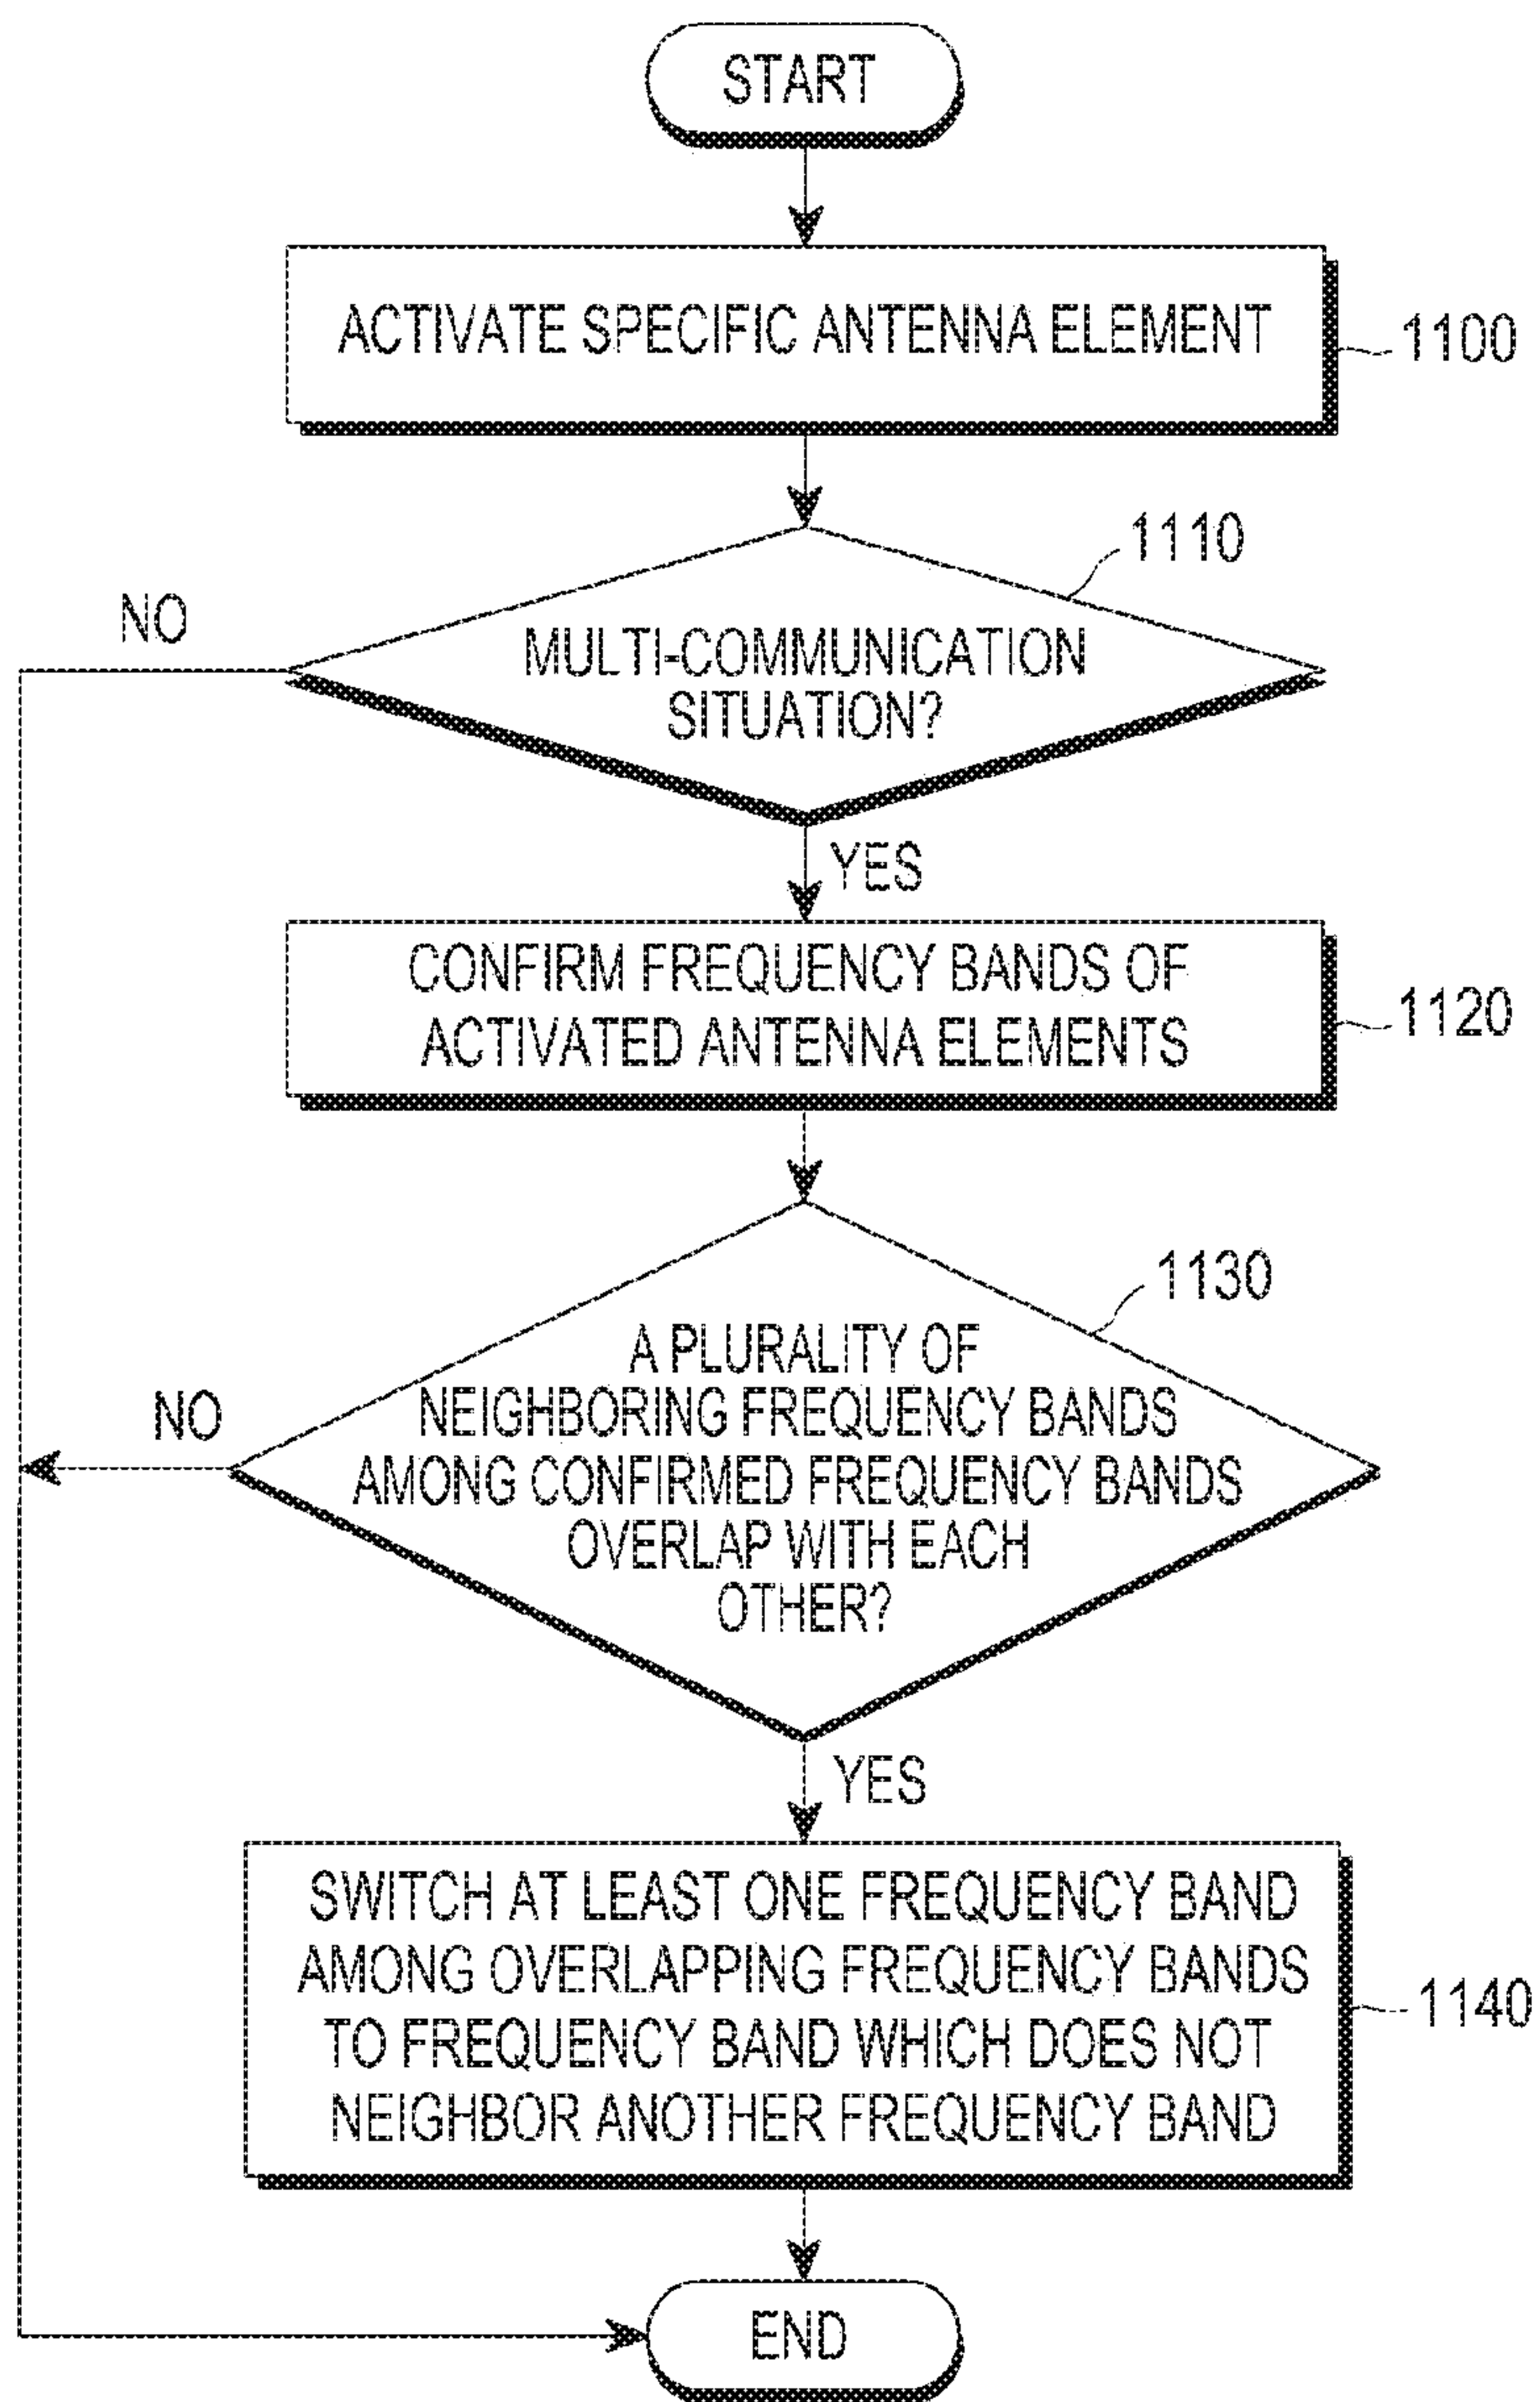 START
ACTIVATE SPECIFIC ANTENNA ELEMENT
1100
1110
NO
MULTI-COMMUNICATION
SITUATION?
YES
CONFIRM FREQUENCY BANDS OF
ACTIVATED ANTENNA ELEMENTS
1120
1130
A PLURALITY OF
NEIGHBORING FREQUENCY BANDS
AMONG CONFIRMED FREQUENCY BANDS
OVERLAP WITH EACH
OTHER?
NO
YES
SWITCH AT LEAST ONE FREQUENCY BAND
AMONG OVERLAPPING FREQUENCY BANDS
TO FREQUENCY BAND WHICH DOES NOT
NEIGHBOR ANOTHER FREQUENCY BAND
1140
END